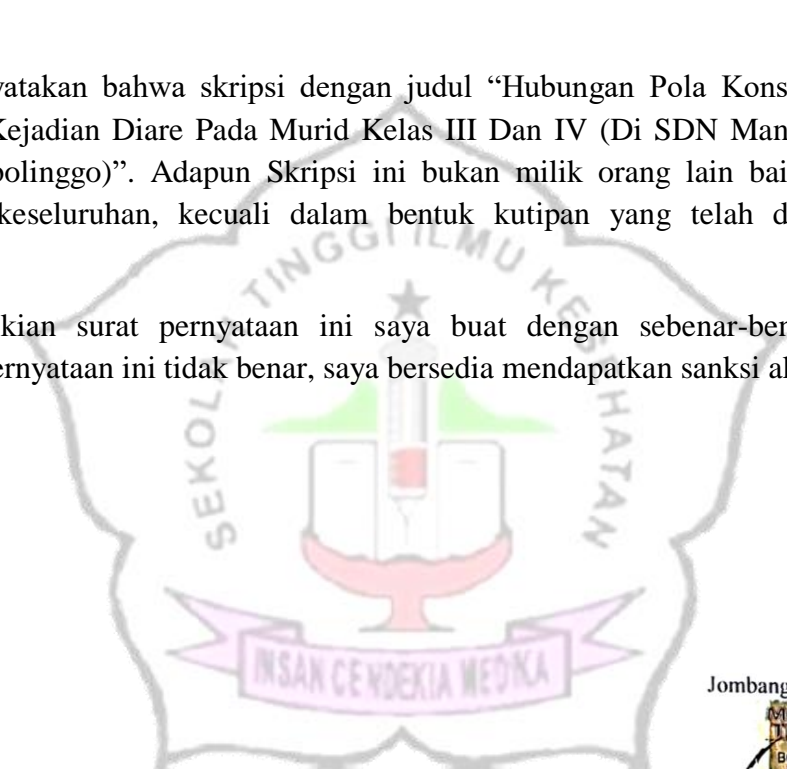 yatakan bahwa skripsi dengan judul “Hubungan Pola Kons
Kejadian Diare Pada Murid Kelas III Dan IV (Di SDN Man
bolinggo)”. Adapun Skripsi ini bukan milik orang lain bai
keseluruhan, kecuali dalam bentuk kutipan yang telah d
kian surat pernyataan ini saya buat dengan sebenar-ben
ernyataan ini tidak benar, saya bersedia mendapatkan sanksi a
SEKOLAH TINGGI ILMU KESEHATAN
INSAN CENDEKIA MEDIKA
Jombang